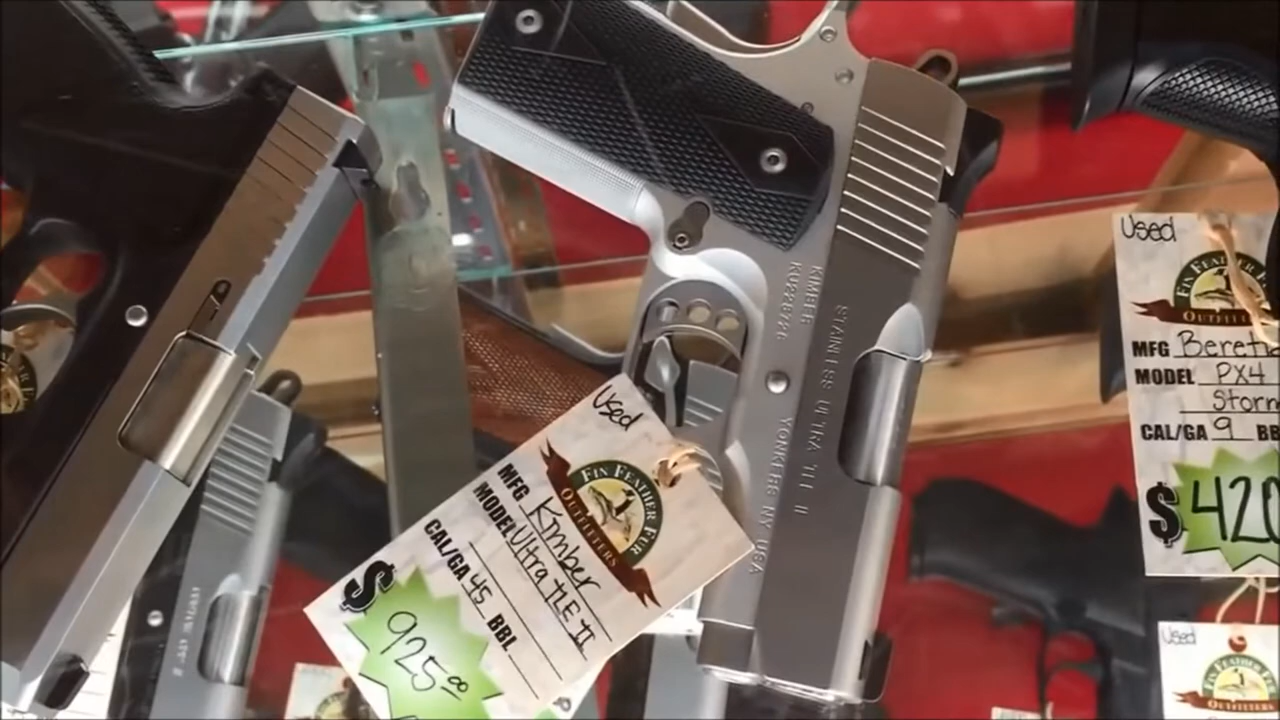 KIMBER
STAINLESS ULTRA TLE II
YONKERS NY USA
Used
FIN FEATHER FUR
OUTFITTERS
MFG Kimber
MODEL Ultra TLE II
CAL/GA 45 BBL
$ 925.00
Used
FIN FEATHER FUR
OUTFITTERS
MFG Beretta
MODEL PX4
Storm
CAL/GA 9 BB
$ 420
Used
OUTFITTERS